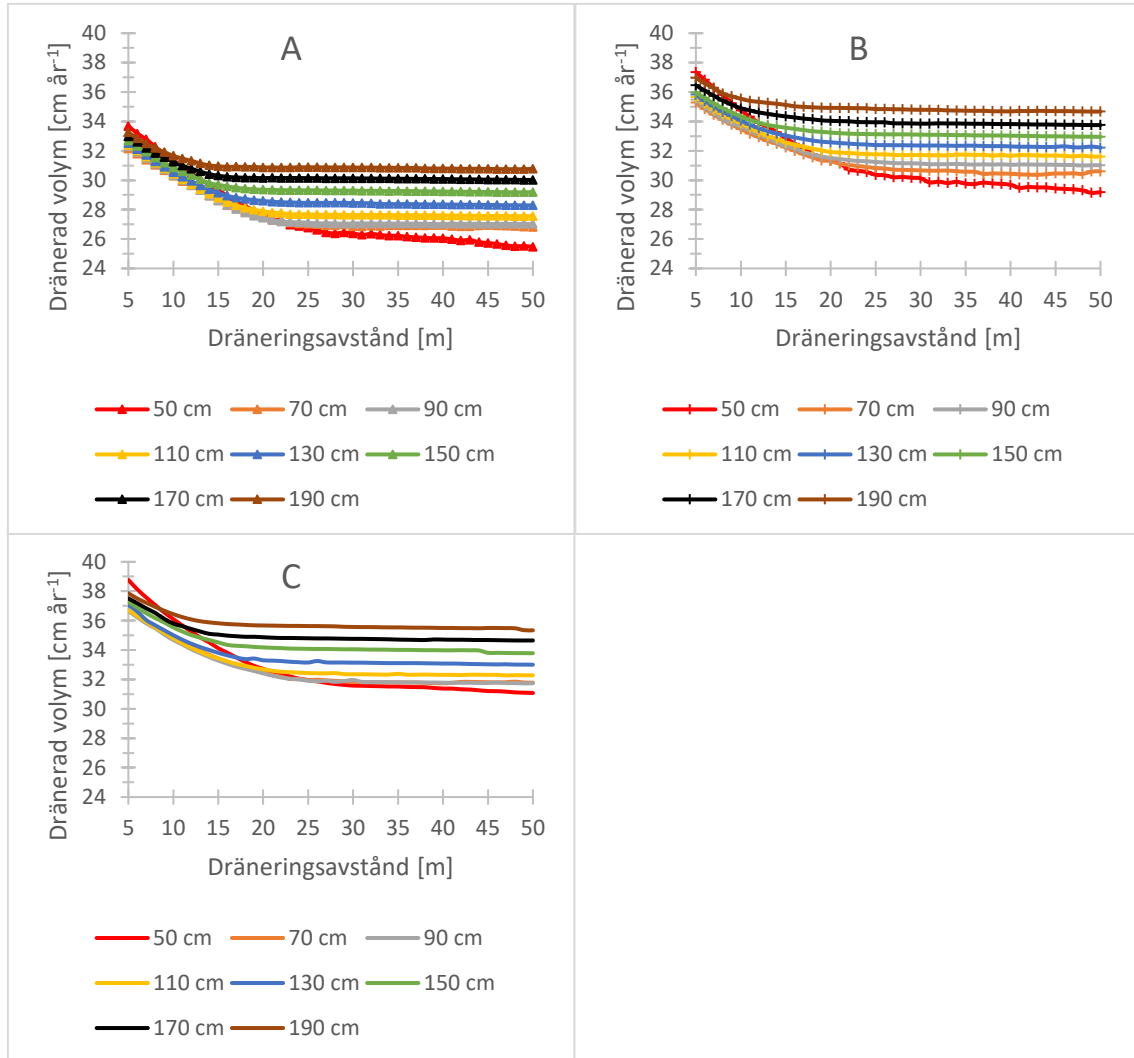 A
Dränerad volym [cm år-1]
40
38
36
34
32
30
28
26
24
5 10 15 20 25 30 35 40 45 50
Dräneringsavstånd [m]
50 cm 70 cm 90 cm
110 cm 130 cm 150 cm
170 cm 190 cm
B
Dränerad volym [cm år-1]
40
38
36
34
32
30
28
26
24
5 10 15 20 25 30 35 40 45 50
Dräneringsavstånd [m]
50 cm 70 cm 90 cm
110 cm 130 cm 150 cm
170 cm 190 cm
C
Dränerad volym [cm år-1]
40
38
36
34
32
30
28
26
24
5 10 15 20 25 30 35 40 45 50
Dräneringsavstånd [m]
50 cm 70 cm 90 cm
110 cm 130 cm 150 cm
170 cm 190 cm